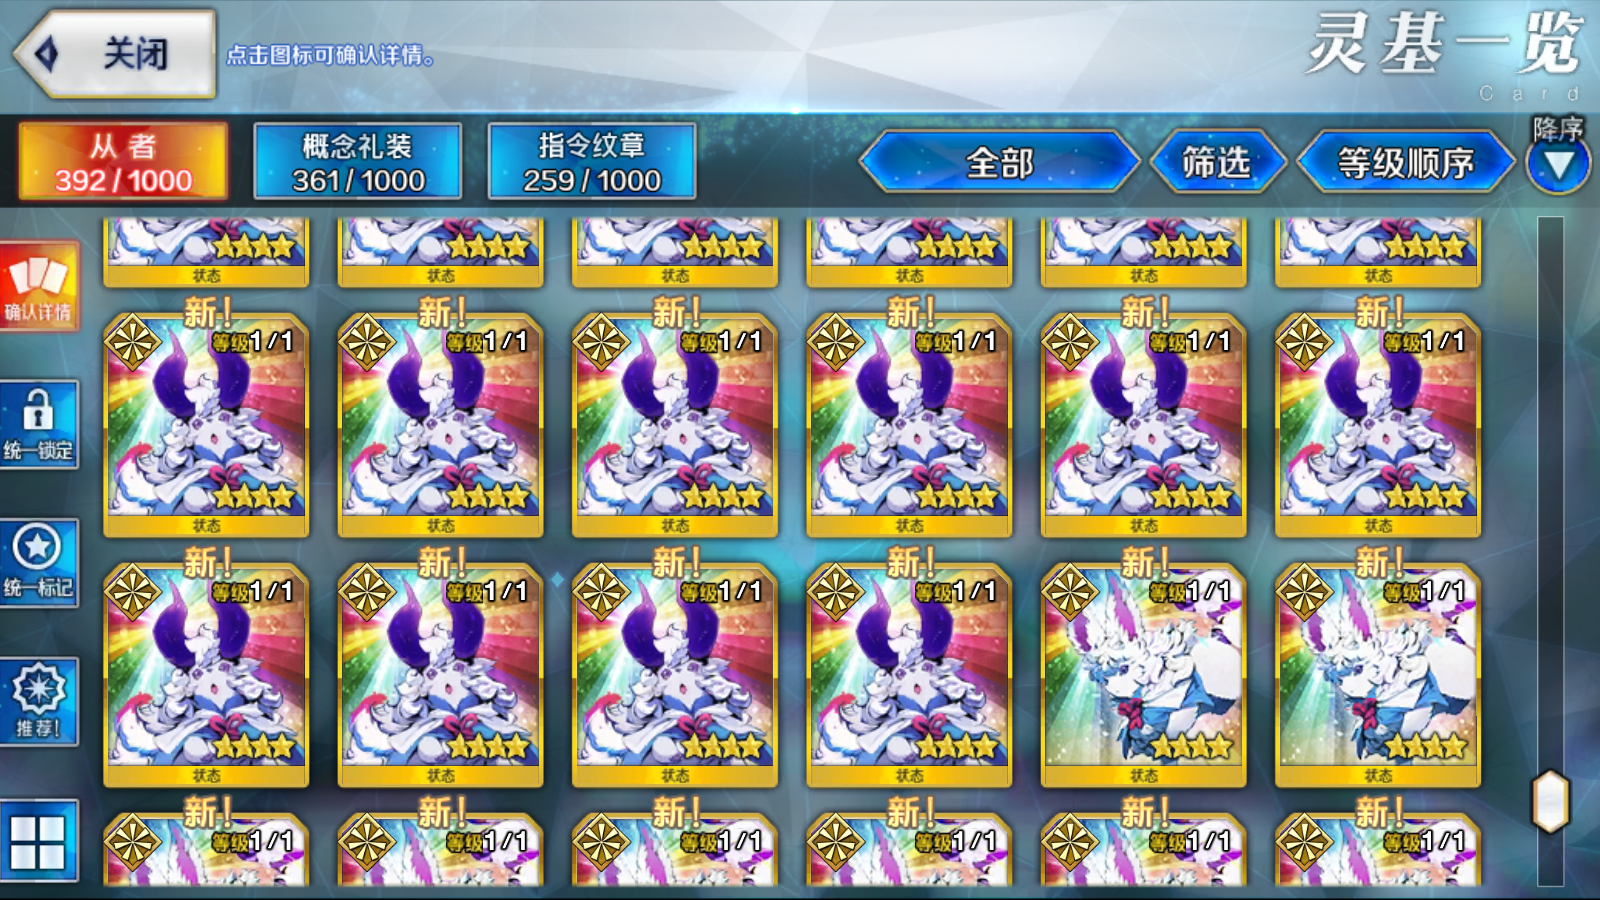 关闭
点击图标可确认详情。
灵基一览
Card
从者
392/1000
概念礼装
361/1000
指令纹章
259/1000
全部
筛选
等级顺序
降序
确认详情
统一锁定
统一标记
推荐!
状态 状态 状态 状态 状态 状态
新! 新! 新! 新! 新! 新!
等级1/1 等级1/1 等级1/1 等级1/1 等级1/1 等级1/1
状态 状态 状态 状态 状态 状态
新! 新! 新! 新! 新! 新!
等级1/1 等级1/1 等级1/1 等级1/1 等级1/1 等级1/1
状态 状态 状态 状态 状态 状态
新! 新! 新! 新! 新! 新!
等级1/1 等级1/1 等级1/1 等级1/1 等级1/1 等级1/1